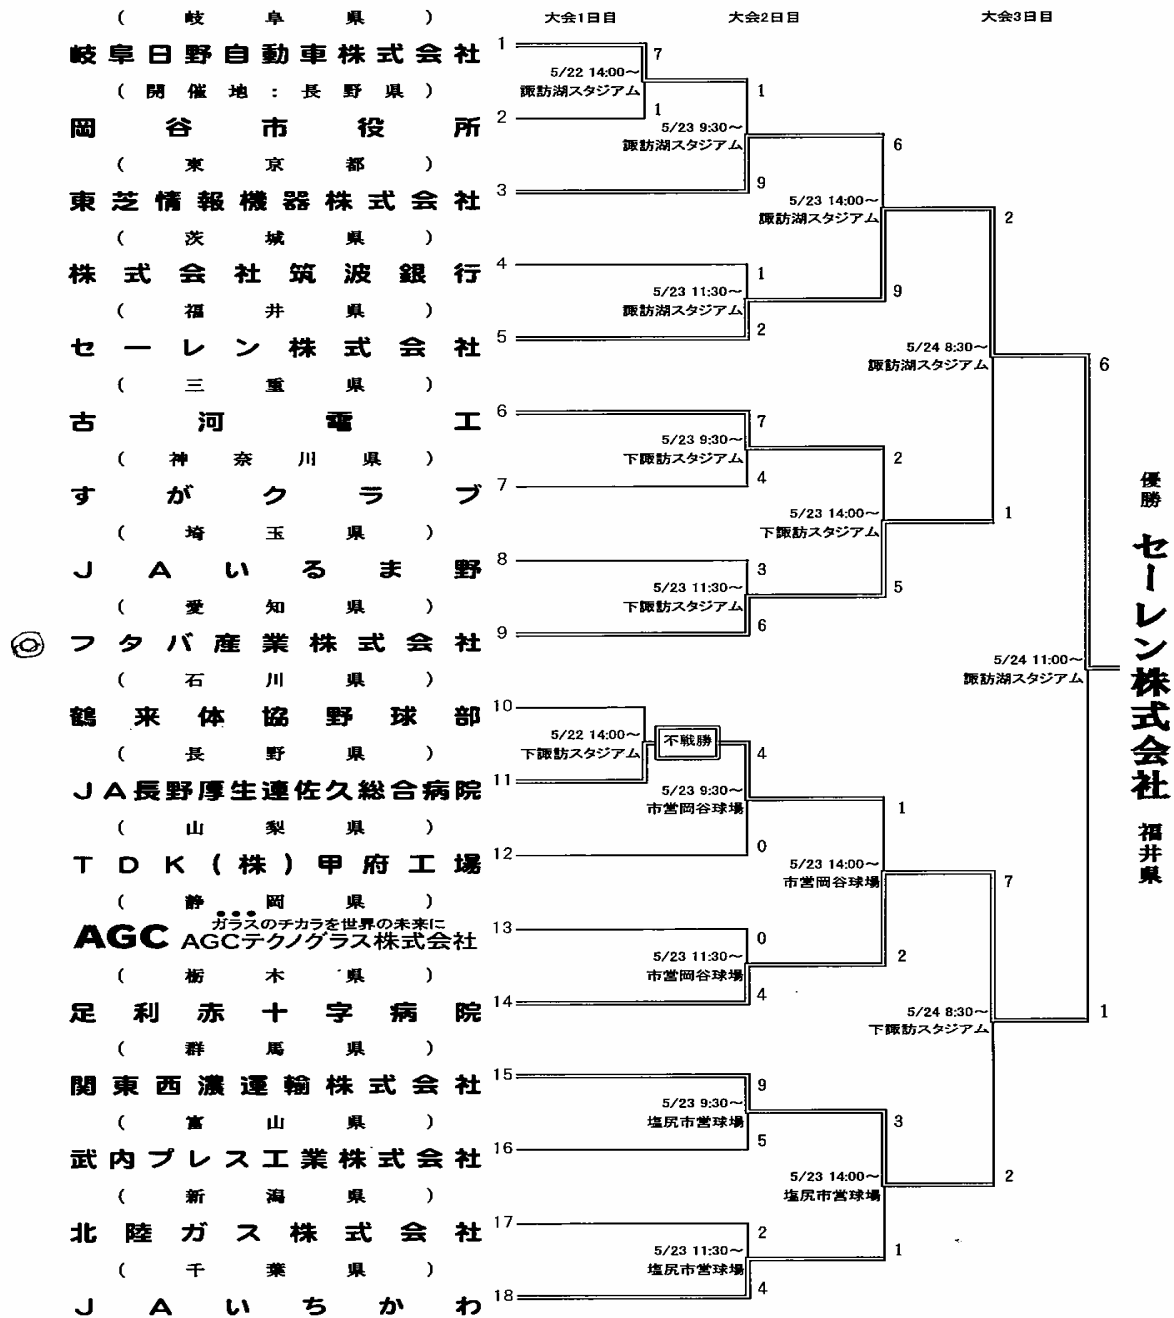 （岐阜県） 大会1日目 大会2日目 大会3日目
岐阜日野自動車株式会社 1
7
5/22 14:00～
諏訪湖スタジアム
（開催地：長野県）
1
1
岡谷市役所 2
5/23 9:30～
諏訪湖スタジアム
6
（東京都）
9
東芝情報機器株式会社 3
5/23 14:00～
諏訪湖スタジアム
2
（茨城県）
株式会社筑波銀行 4
1
5/23 11:30～
諏訪湖スタジアム
9
（福井県）
2
セーレン株式会社 5
5/24 8:30～
諏訪湖スタジアム
6
（三重県）
古河電工 6
7
5/23 9:30～
下諏訪スタジアム
2
（神奈川県）
4
すがクラブ 7
5/23 14:00～
下諏訪スタジアム
1
（埼玉県）
JAいるま野 8
3
5/23 11:30～
下諏訪スタジアム
5
（愛知県）
6
フタバ産業株式会社 9
5/24 11:00～
諏訪湖スタジアム
優勝
セーレン株式会社
福井県
（石川県）
鶴来体協野球部 10
5/22 14:00～
下諏訪スタジアム
不戦勝
4
（長野県）
JA長野厚生連佐久総合病院 11
5/23 9:30～
市営岡谷球場
1
（山梨県）
0
TDK(株)甲府工場 12
5/23 14:00～
市営岡谷球場
7
（静岡県）
ガラスのチカラを世界の未来に
AGC AGCテクノグラス株式会社 13
0
5/23 11:30～
市営岡谷球場
2
（栃木県）
4
足利赤十字病院 14
5/24 8:30～
下諏訪スタジアム
1
（群馬県）
関東西濃運輸株式会社 15
9
5/23 9:30～
塩尻市営球場
3
（富山県）
5
武内プレス工業株式会社 16
5/23 14:00～
塩尻市営球場
2
（新潟県）
北陸ガス株式会社 17
2
5/23 11:30～
塩尻市営球場
1
（千葉県）
4
JAいちかわ 18